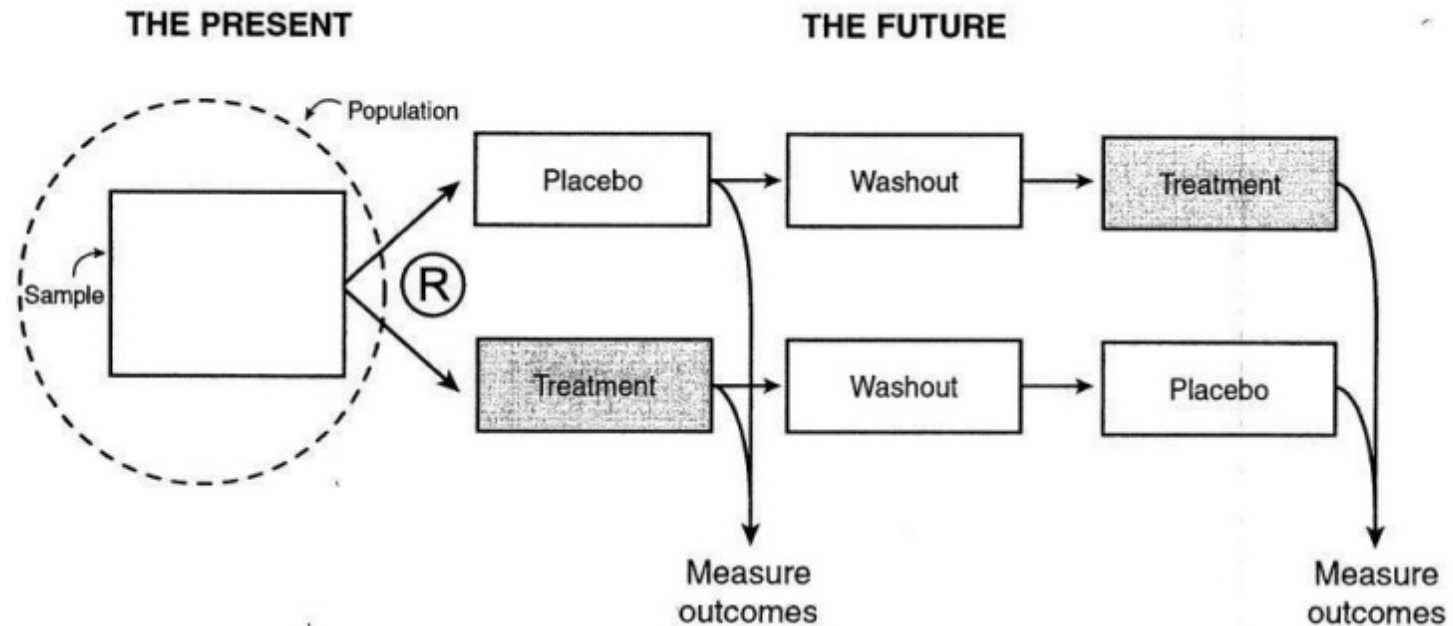 THE PRESENT
THE FUTURE
Population
Sample
R
Placebo
Washout
Treatment
Treatment
Washout
Placebo
Measure
outcomes
Measure
outcomes